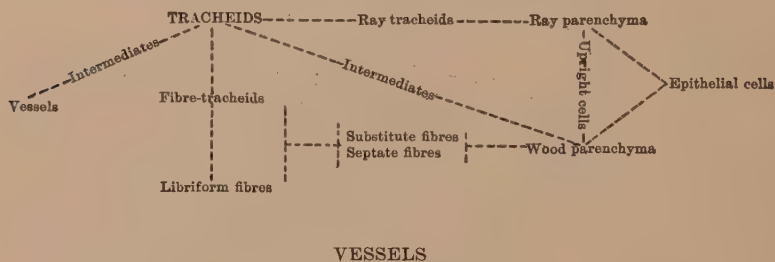 TRACHEIDS Ray tracheids Ray parenchyma
Intermediates
Upright cells
Intermediates
Epithelial cells
Vessels
Fibre-tracheids
Substitute fibres
Septate fibres
Wood parenchyma
Libriform fibres
VESSELS